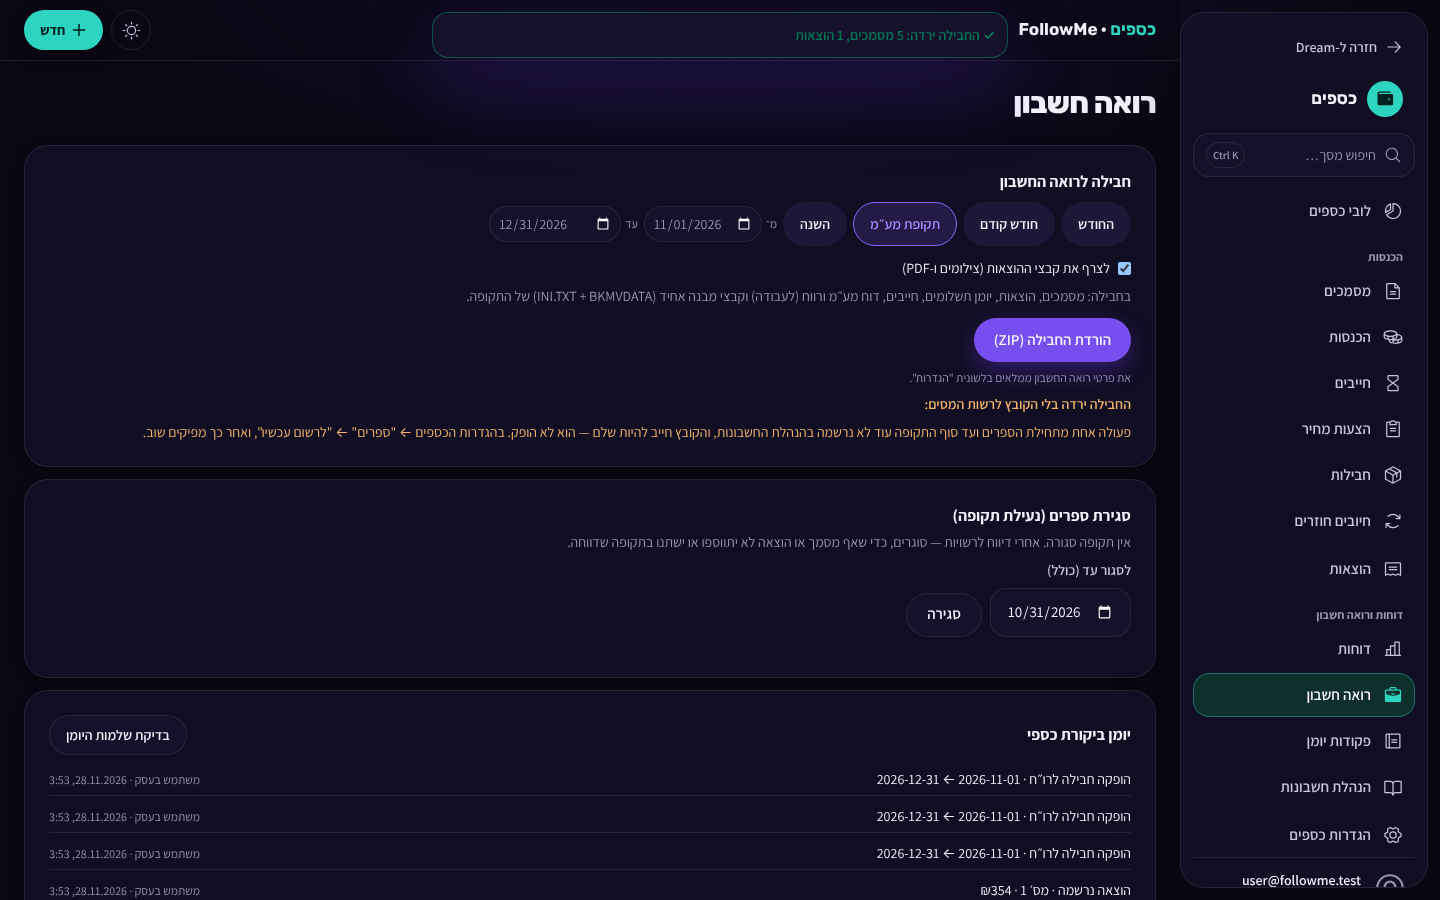 חזרה ל-Dream
כספים
חיפוש מסך...
Ctrl K
לובי כספים
הכנסות
מסמכים
הכנסות
חייבים
הצעות מחיר
חבילות
חיובים חוזרים
הוצאות
דוחות ורואה חשבון
דוחות
רואה חשבון
פקודות יומן
הנהלת חשבונות
הגדרות כספים
user@followme.test
כספים • FollowMe
✓ החבילה ירדה: 5 מסמכים, 1 הוצאות
+ חדש
רואה חשבון
חבילה לרואה החשבון
החודש
חודש קודם
תקופת מע״מ
השנה
מ־ 11/01/2026 עד 12/31/2026
לצרף את קבצי ההוצאות (צילומים ו-PDF)
בחבילה: מסמכים, הוצאות, יומן תשלומים, חייבים, דוח מע״מ ורווח (לעבודה) וקבצי מבנה אחיד (INI.TXT + BKMVDATA) של התקופה.
הורדת החבילה (ZIP)
את פרטי רואה החשבון ממלאים בלשונית "הגדרות".
החבילה ירדה בלי הקובץ לרשות המסים:
פעולה אחת מתחילת הספרים ועד סוף התקופה עוד לא נרשמה בהנהלת החשבונות, והקובץ חייב להיות שלם — הוא לא הופק. בהגדרות הכספים ← "ספרים" ← "לרשום עכשיו", ואחר כך מפיקים שוב.
סגירת ספרים (נעילת תקופה)
אין תקופה סגורה. אחרי דיווח לרשויות — סוגרים, כדי שאף מסמך או הוצאה לא יתווספו או ישתנו בתקופה שדווחה.
לסגור עד (כולל)
10/31/2026
סגירה
יומן ביקורת כספי
בדיקת שלמות היומן
הופקה חבילה לרו״ח · 2026-11-01 ← 2026-12-31
משתמש בעסק · 28.11.2026, 3:53
הופקה חבילה לרו״ח · 2026-11-01 ← 2026-12-31
משתמש בעסק · 28.11.2026, 3:53
הופקה חבילה לרו״ח · 2026-11-01 ← 2026-12-31
משתמש בעסק · 28.11.2026, 3:53
הוצאה נרשמה · מס׳ 1 · ₪354
משתמש בעסק · 28.11.2026, 3:53